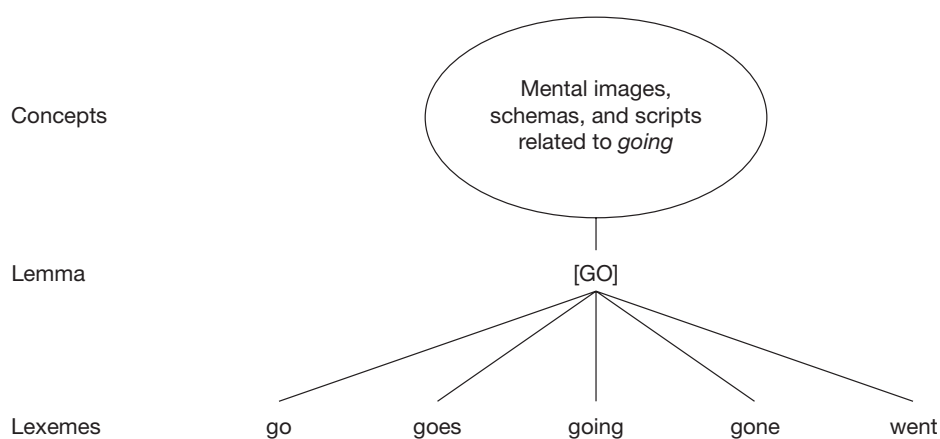 Concepts
Mental images,
schemas, and scripts
related to going
Lemma
[GO]
Lexemes
go goes going gone went